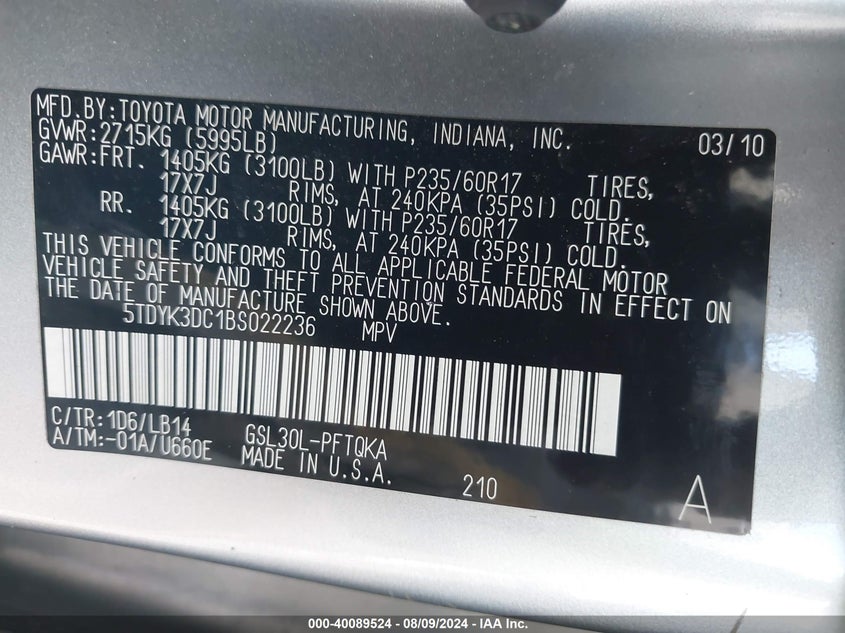 MFD.BY:TOYOTA MOTOR MANUFACTURING, INDIANA, INC. 03/10
GVWR:2715KG (5995LB)
GAWR:FRT. 1405KG (3100LB) WITH P235/60R17 TIRES,
17X7J RIMS, AT 240KPA (35PSI) COLD.
RR. 1405KG (3100LB) WITH P235/60R17 TIRES,
17X7J RIMS, AT 240KPA (35PSI) COLD.
THIS VEHICLE CONFORMS TO ALL APPLICABLE FEDERAL MOTOR
VEHICLE SAFETY AND THEFT PREVENTION STANDARDS IN EFFECT ON
THE DATE OF MANUFACTURE SHOWN ABOVE.
5TDYK3DC1BS022236 MPV
C/TR:1D6/LB14 GSL30L-PFTQKA
A/TM:-01A/U660E MADE IN U.S.A.
210 A
000-40089524 - 08/09/2024 - IAA Inc.